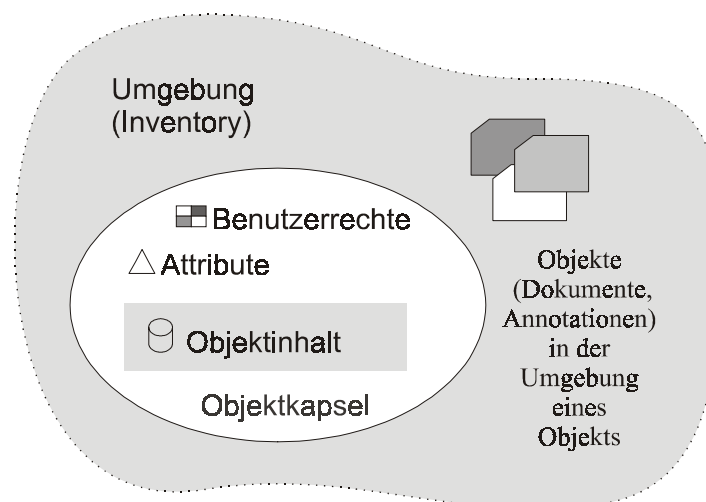 Umgebung
(Inventory)
Benutzerrechte
Attribute
Objektinhalt
Objektkapsel
Objekte
(Dokumente,
Annotationen)
in der
Umgebung
eines
Objekts